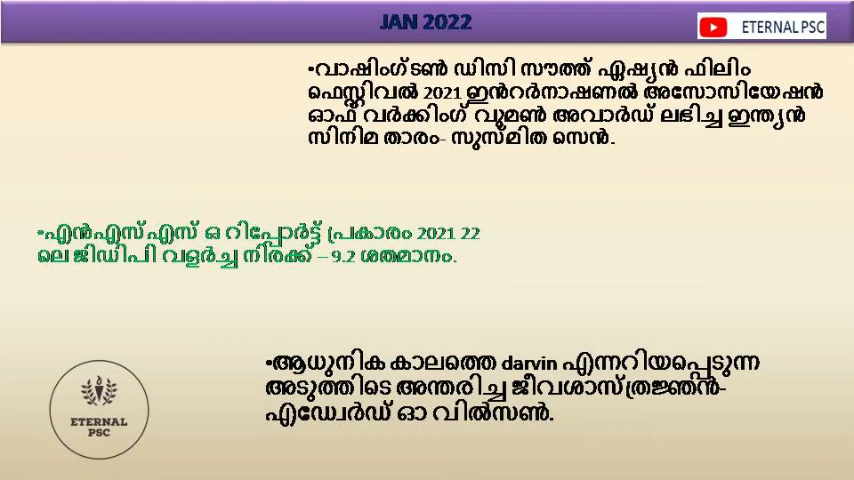 JAN 2022
ETERNAL PSC
•വാഷിംഗ്ടൺ ഡിസി സൗത്ത് ഏഷ്യൻ ഫിലിം
ഫെസ്റ്റിവൽ 2021 ഇൻറർനാഷണൽ അസോസിയേഷൻ
ഓഫ് വർക്കിംഗ് വുമൺ അവാർഡ് ലഭിച്ച ഇന്ത്യൻ
സിനിമ താരം- സുസ്മിത സെൻ.
•എൻഎസ്എസ് ഒ റിപ്പോർട്ട് പ്രകാരം 2021 22
ലെ ജിഡിപി വളർച്ച നിരക്ക് – 9.2 ശതമാനം.
•ആധുനിക കാലത്തെ darvin എന്നറിയപ്പെടുന്ന
അടുത്തിടെ അന്തരിച്ച ജീവശാസ്ത്രജ്ഞൻ-
എഡ്വേർഡ് ഓ വിൽസൺ.
ETERNAL
PSC